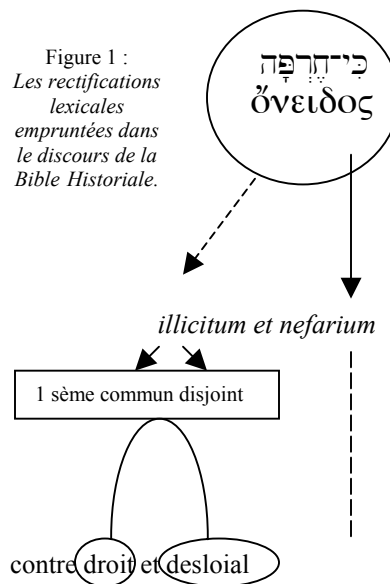 Figure 1 :
Les rectifications
lexicales
empruntées dans
le discours de la
Bible Historiale.
כִּי־חֶרְפָּה
ὄνειδος
illicitum et nefarium
1 sème commun disjoint
contre droit et desloial